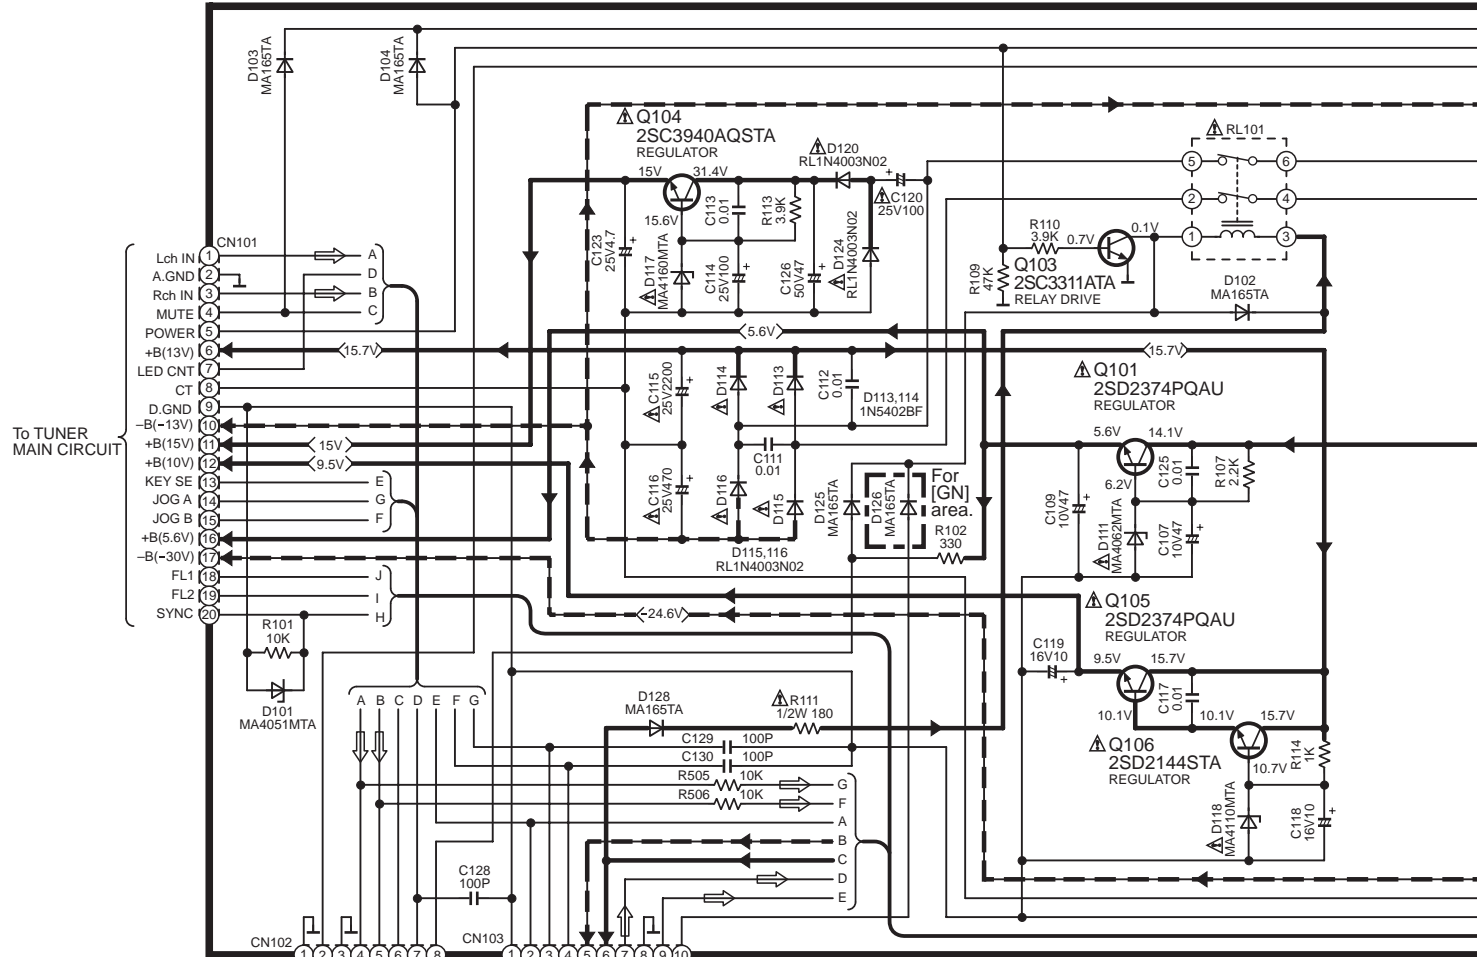 D103
MA165TA
D104
MA165TA
Q104
2SC3940AQSTA
REGULATOR
15V
31.4V
15.6V
D120
RL1N4003N02
C120
25V100
C123
25V4.7
D117
MA4160MTA
C113
0.01
C114
25V100
R113
3.9K
C126
50V47
D124
RL1N4003N02
RL101
5
6
2
4
1
3
R110
3.9K
0.7V
0.1V
Q103
2SC3311ATA
RELAY DRIVE
R109
47K
D102
MA165TA
To TUNER
MAIN CIRCUIT
CN101
Lch IN 1
A.GND 2
Rch IN 3
MUTE 4
POWER 5
+B(13V) 6
LED CNT 7
CT 8
D.GND 9
–B(–13V) 10
+B(15V) 11
+B(10V) 12
KEY SE 13
JOG A 14
JOG B 15
+B(5.6V) 16
–B(–30V) 17
FL1 18
FL2 19
SYNC 20
A
D
B
C
E
G
F
J
I
H
15.7V
5.6V
15.7V
15V
9.5V
–24.6V
C115
25V2200
D114
D113
C112
0.01
D113,114
1N5402BF
C111
0.01
C116
25V470
D116
D115
D115,116
RL1N4003N02
D125
MA165TA
D126
MA165TA
For
[GN]
area.
R102
330
Q101
2SD2374PQAU
REGULATOR
5.6V
14.1V
6.2V
C109
10V47
D111
MA4062MTA
C125
0.01
C107
10V47
R107
2.2K
Q105
2SD2374PQAU
REGULATOR
C119
16V10
9.5V
15.7V
10.1V
C117
0.01
10.1V
15.7V
Q106
2SD2144STA
REGULATOR
10.7V
R114
1K
D118
MA4110MTA
C118
16V10
R101
10K
D101
MA4051MTA
A B C D E F G
D128
MA165TA
R111
1/2W 180
C129 100P
C130 100P
R505 10K
R506 10K
G
F
A
B
C
D
E
C128
100P
CN102
1 2 3 4 5 6 7 8
CN103
1 2 3 4 5 6 7 8 9 10